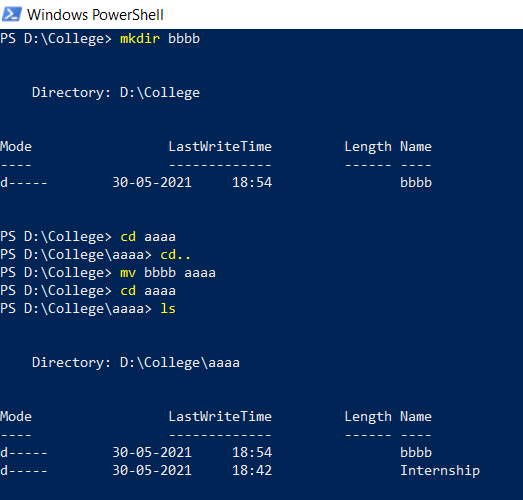 Windows PowerShell
PS D:\College> mkdir bbbb
Directory: D:\College
Mode LastWriteTime Length Name
---- ------------- ------ ----
d----- 30-05-2021 18:54 bbbb
PS D:\College> cd aaaa
PS D:\College\aaaa> cd..
PS D:\College> mv bbbb aaaa
PS D:\College> cd aaaa
PS D:\College\aaaa> ls
Directory: D:\College\aaaa
Mode LastWriteTime Length Name
---- ------------- ------ ----
d----- 30-05-2021 18:54 bbbb
d----- 30-05-2021 18:42 Internship